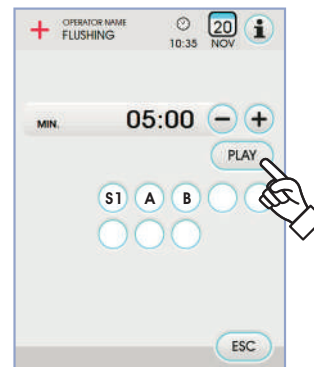 OPERATOR NAME
FLUSHING
10:35
20
NOV
i
MIN. 05:00 − +
PLAY
S1 A B
ESC